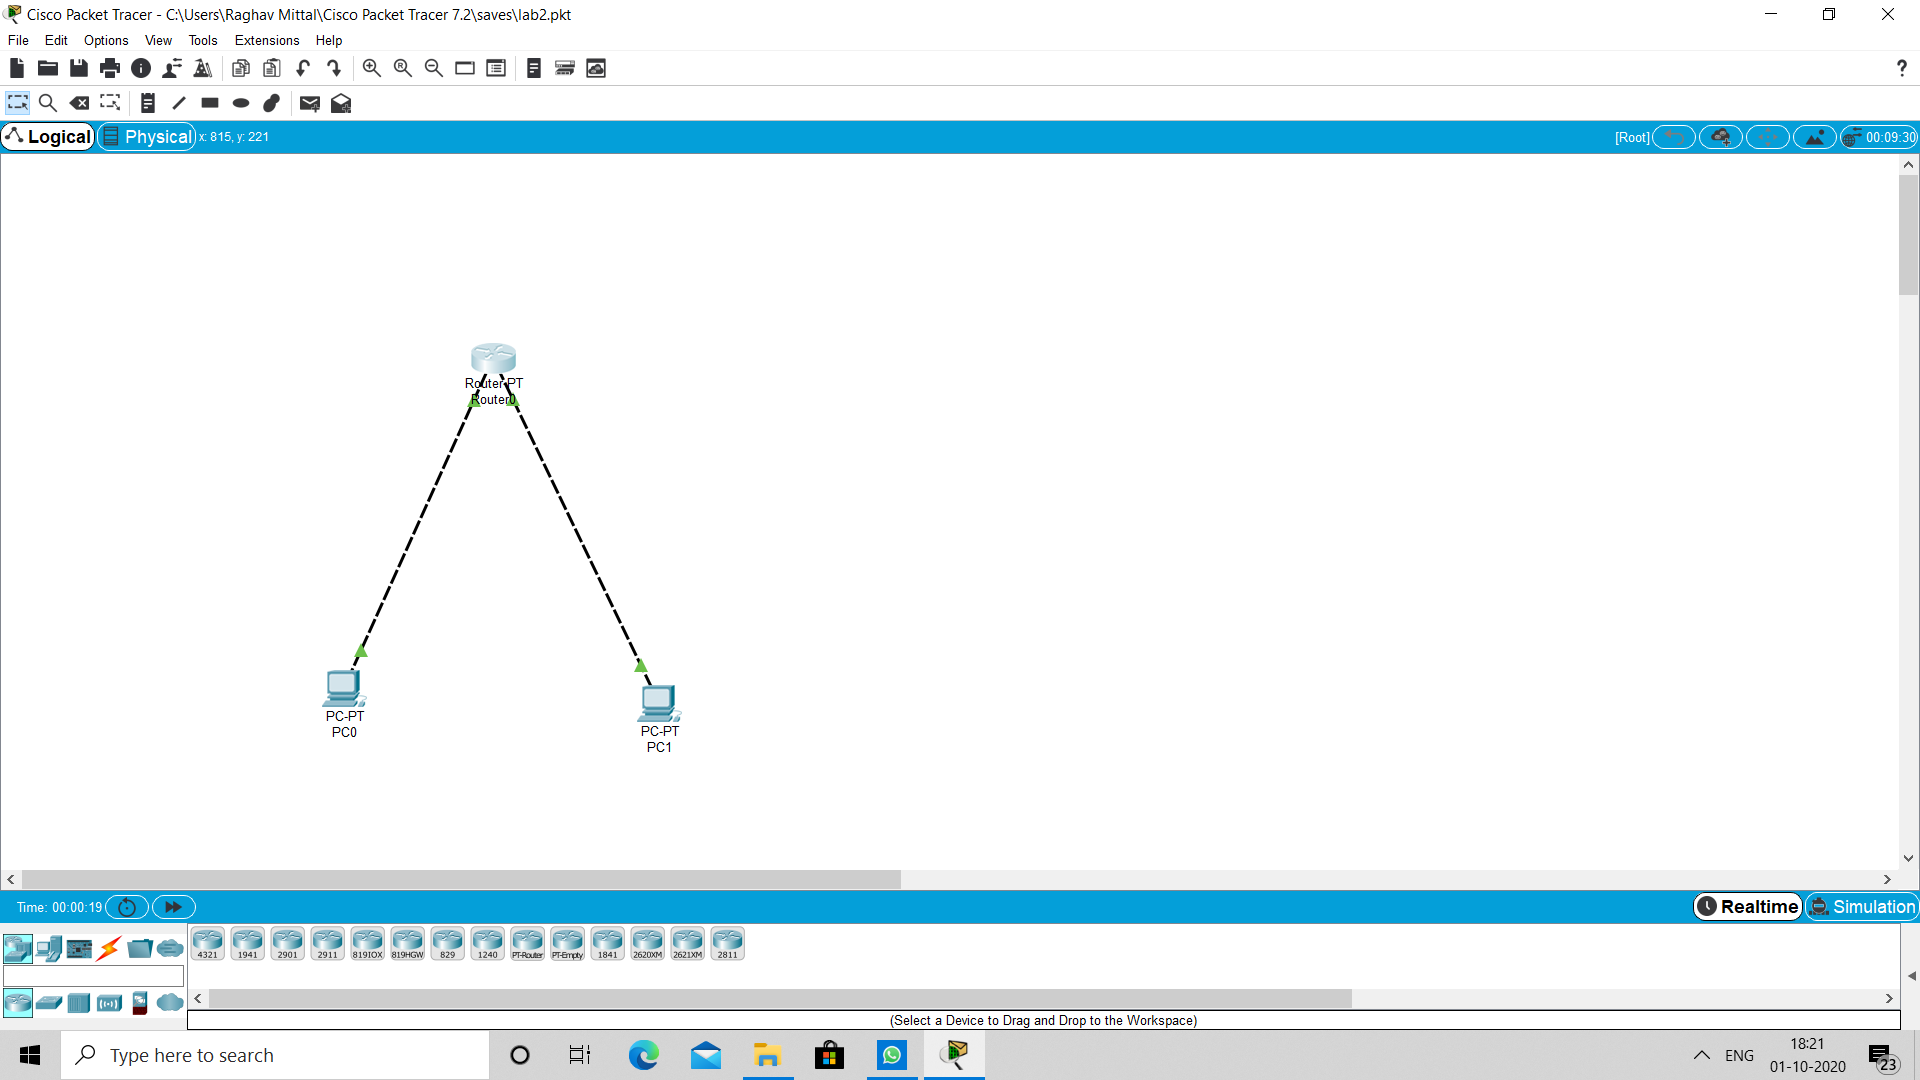 Cisco Packet Tracer - C:\Users\Raghav Mittal\Cisco Packet Tracer 7.2\saves\lab2.pkt
File Edit Options View Tools Extensions Help
?
Logical Physical x: 815, y: 221 [Root] 00:09:30
Router-PT
Router0
PC-PT
PC0
PC-PT
PC1
Time: 00:00:19 Realtime Simulation
4321 1941 2901 2911 819IOX 819HGW 829 1240 PT-Router PT-Empty 1841 2620XM 2621XM 2811
(Select a Device to Drag and Drop to the Workspace)
Type here to search
ENG
18:21
01-10-2020
23